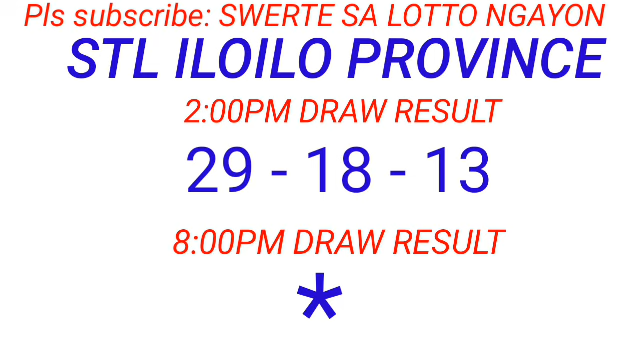 Pls subscribe: SWERTE SA LOTTO NGAYON
STL ILOILO PROVINCE
2:00PM DRAW RESULT
29 - 18 - 13
8:00PM DRAW RESULT
*